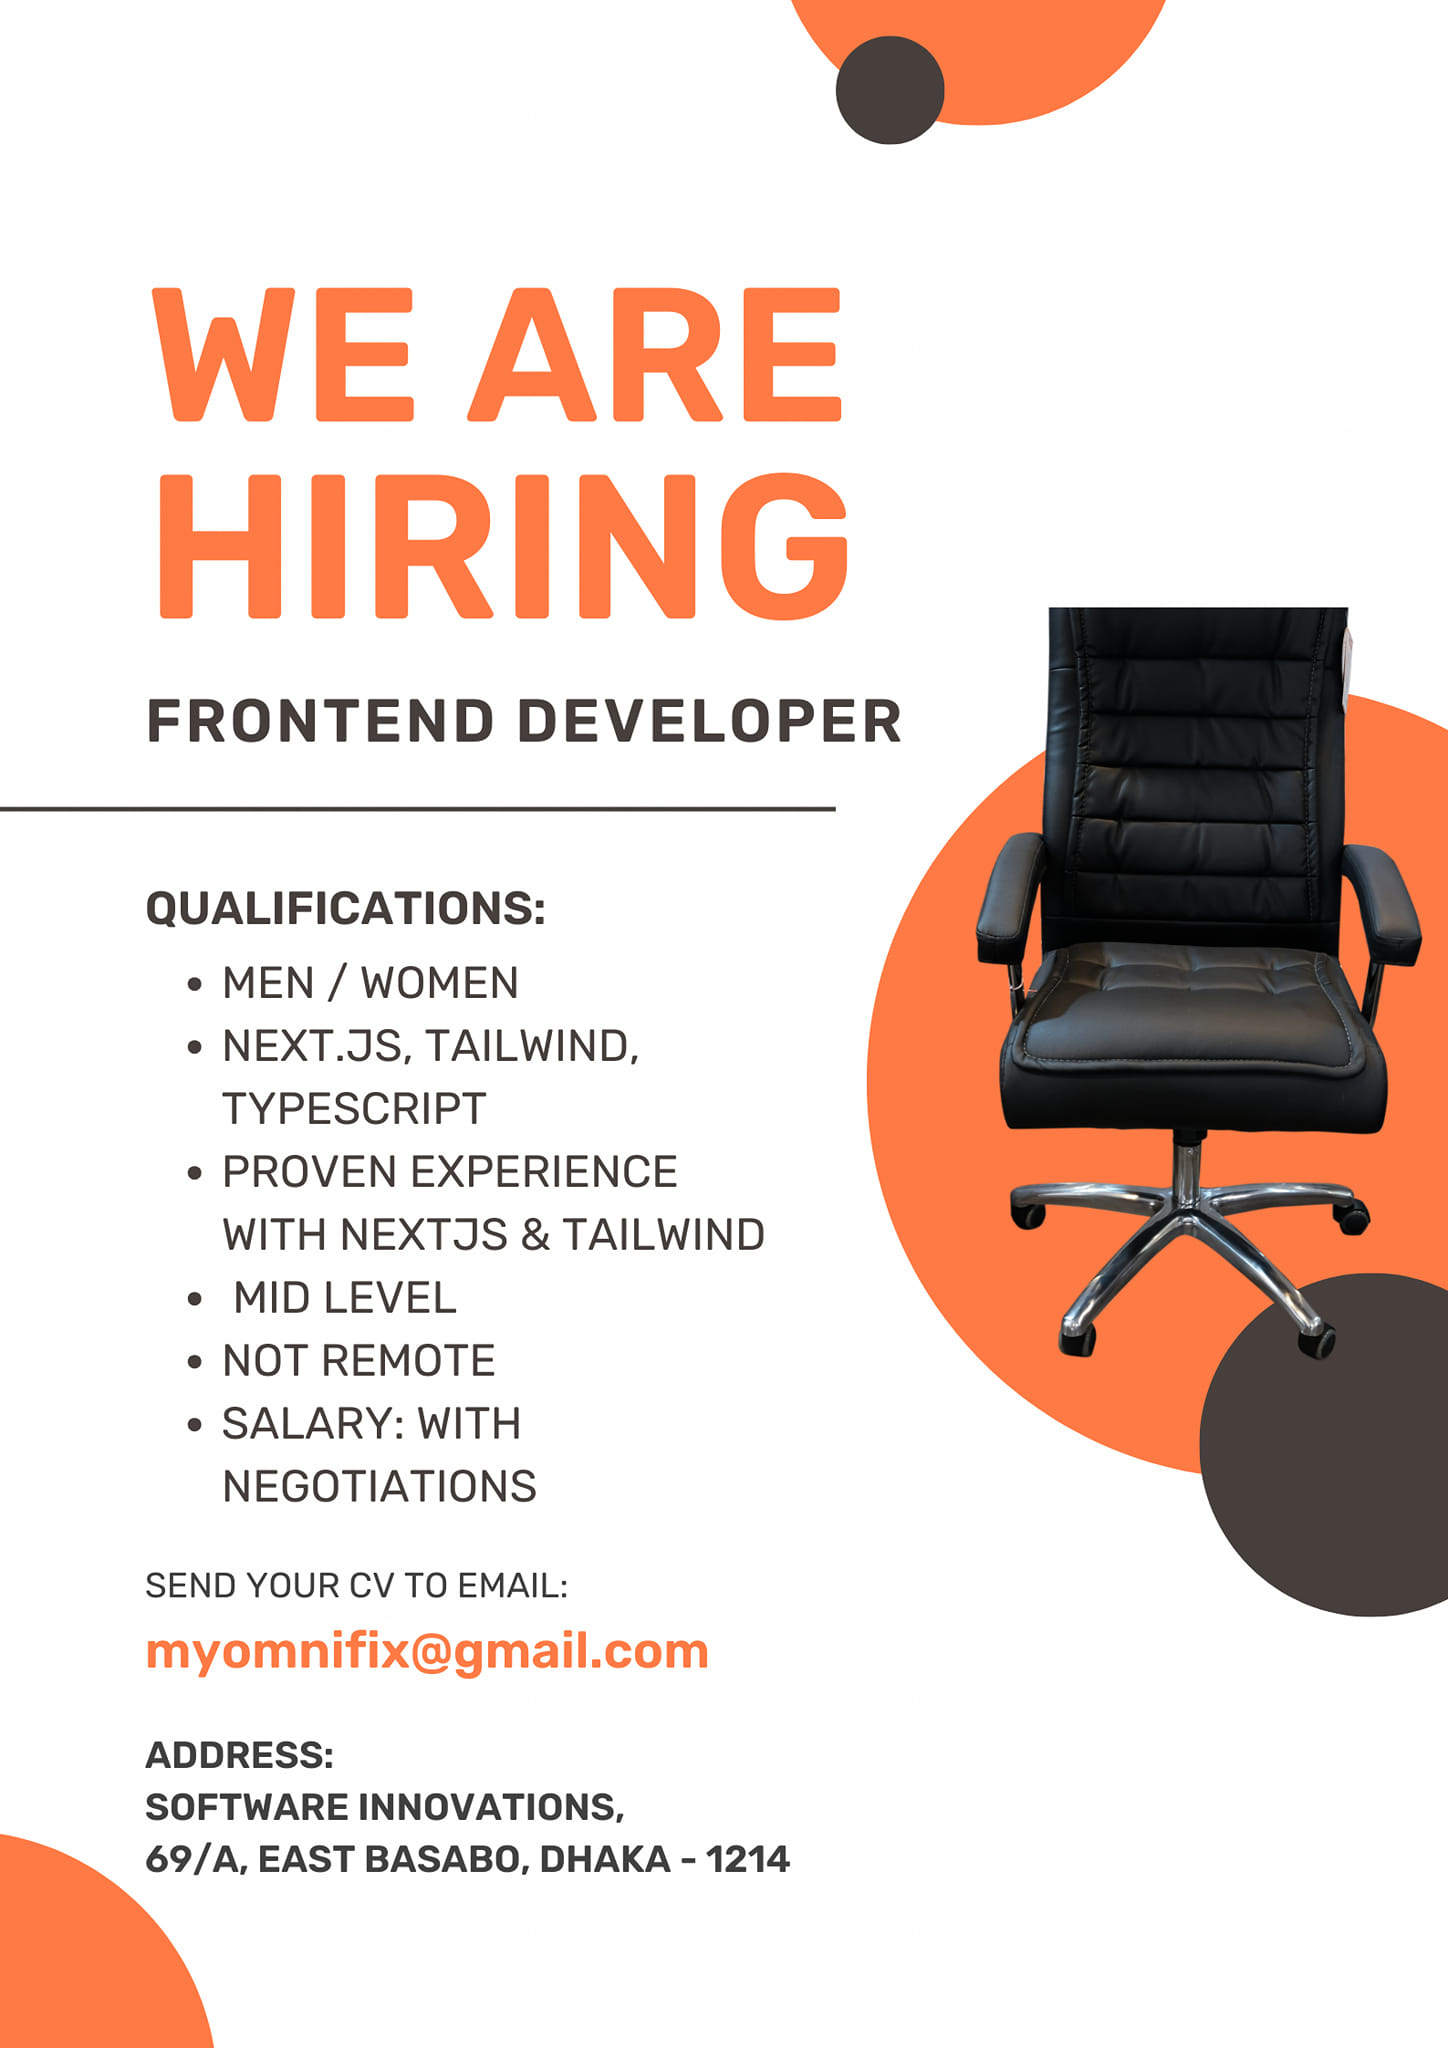 WE ARE
HIRING
FRONTEND DEVELOPER
QUALIFICATIONS:
• MEN / WOMEN
• NEXT.JS, TAILWIND,
TYPESCRIPT
• PROVEN EXPERIENCE
WITH NEXTJS & TAILWIND
• MID LEVEL
• NOT REMOTE
• SALARY: WITH
NEGOTIATIONS
SEND YOUR CV TO EMAIL:
myomnifix@gmail.com
ADDRESS:
SOFTWARE INNOVATIONS,
69/A, EAST BASABO, DHAKA - 1214